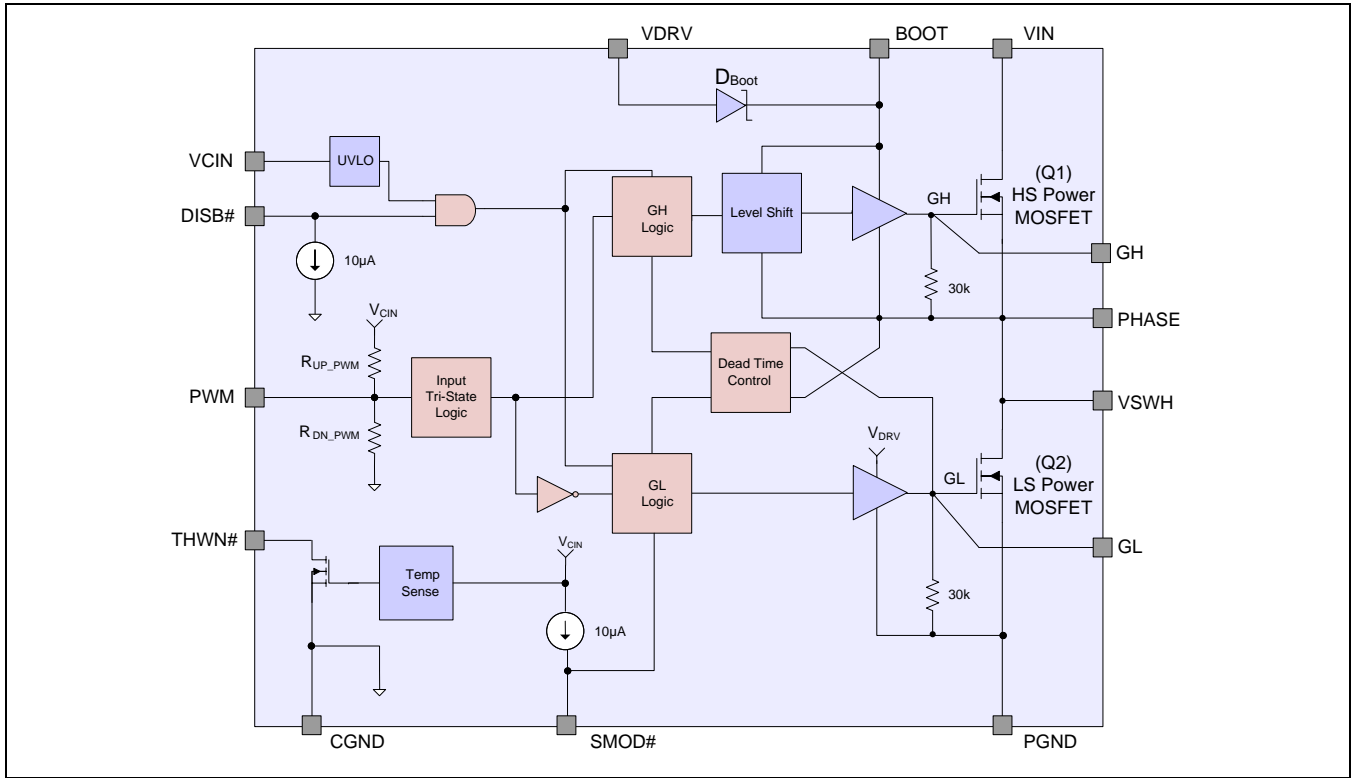 VDRV
BOOT
VIN
DBoot
VCIN
UVLO
DISB#
10µA
GH
Logic
Level Shift
GH
(Q1)
HS Power
MOSFET
GH
30k
PHASE
VCIN
RUP_PWM
PWM
RDN_PWM
Input
Tri-State
Logic
Dead Time
Control
VSWH
VDRV
GL
Logic
GL
(Q2)
LS Power
MOSFET
GL
30k
THWN#
Temp
Sense
VCIN
10µA
CGND
SMOD#
PGND